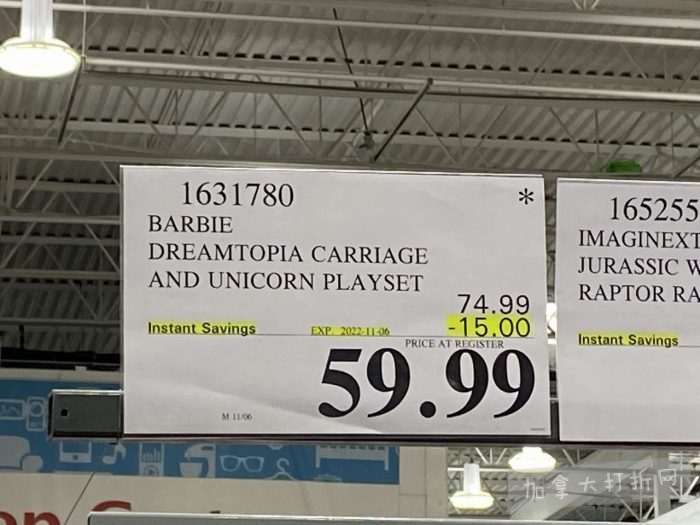 1631780 *
BARBIE
DREAMTOPIA CARRIAGE
AND UNICORN PLAYSET
74.99
Instant Savings EXP. 2022-11-06 -15.00
PRICE AT REGISTER
59.99
M 11/06
165255
IMAGINEXT
JURASSIC W
RAPTOR RA
Instant Savings
加拿大打折网